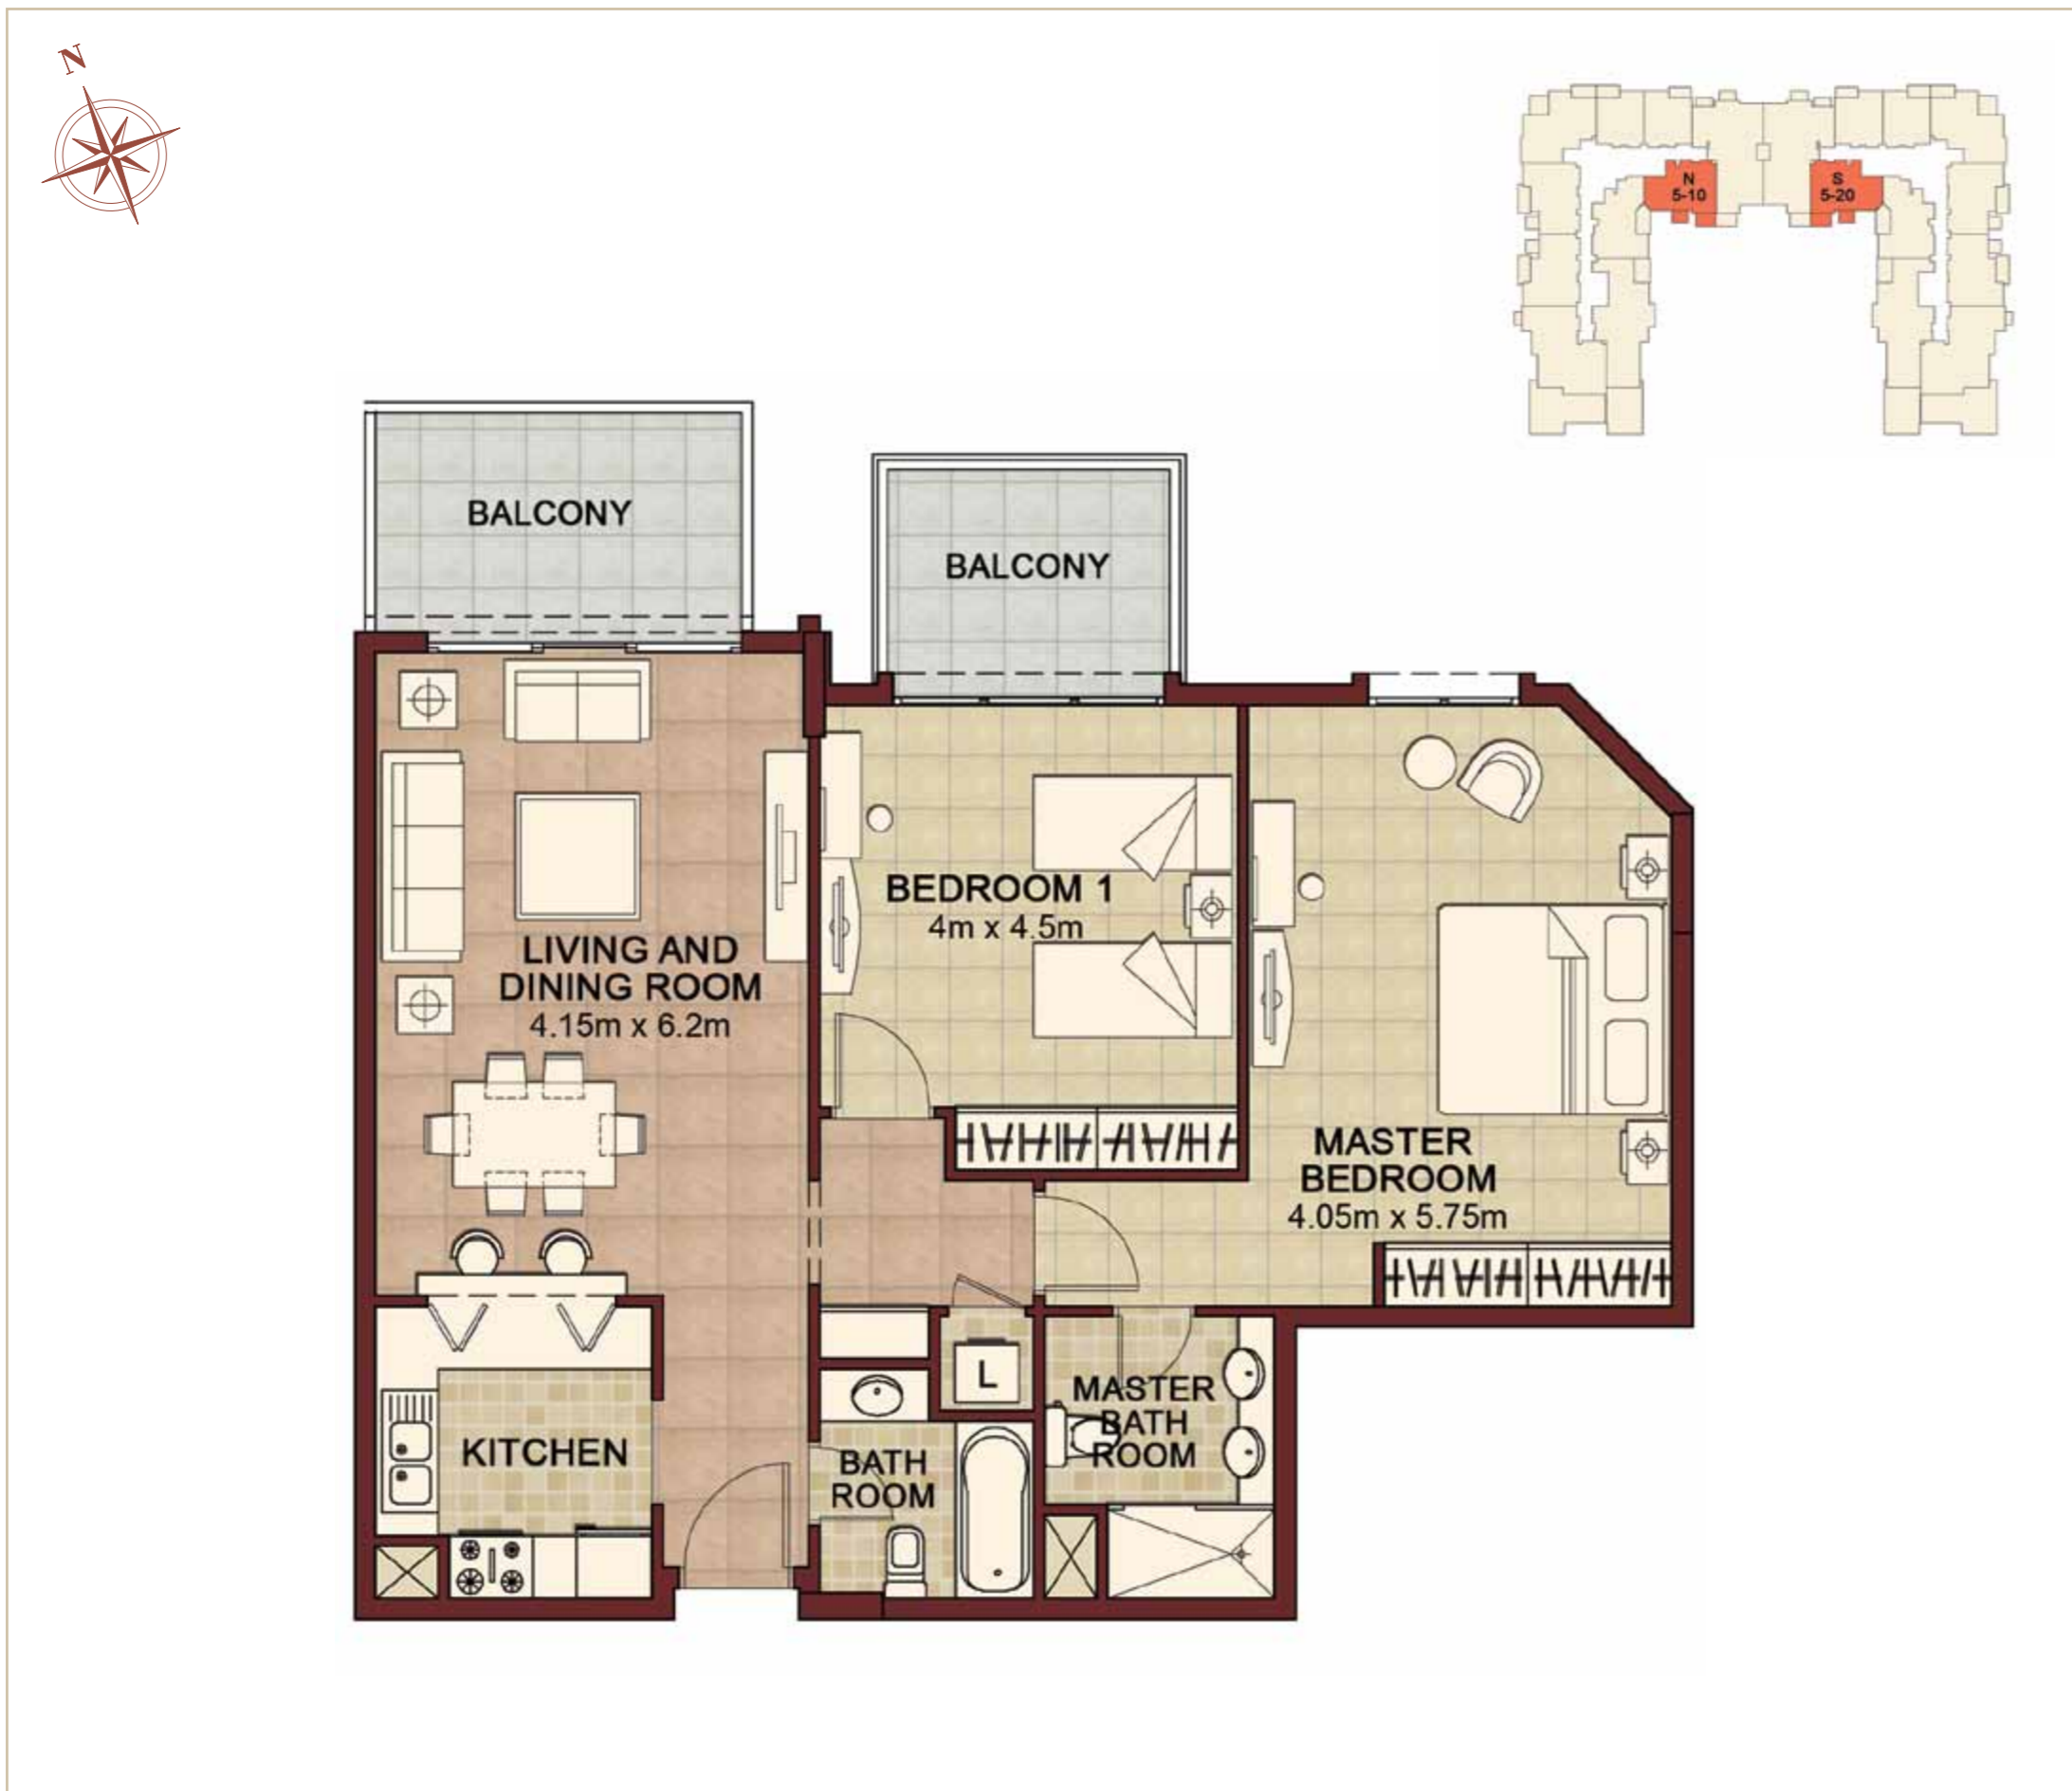 N
N
5-10
S
5-20
BALCONY
BALCONY
BEDROOM 1
4m x 4.5m
LIVING AND
DINING ROOM
4.15m x 6.2m
MASTER
BEDROOM
4.05m x 5.75m
L
MASTER
BATH
ROOM
KITCHEN
BATH
ROOM